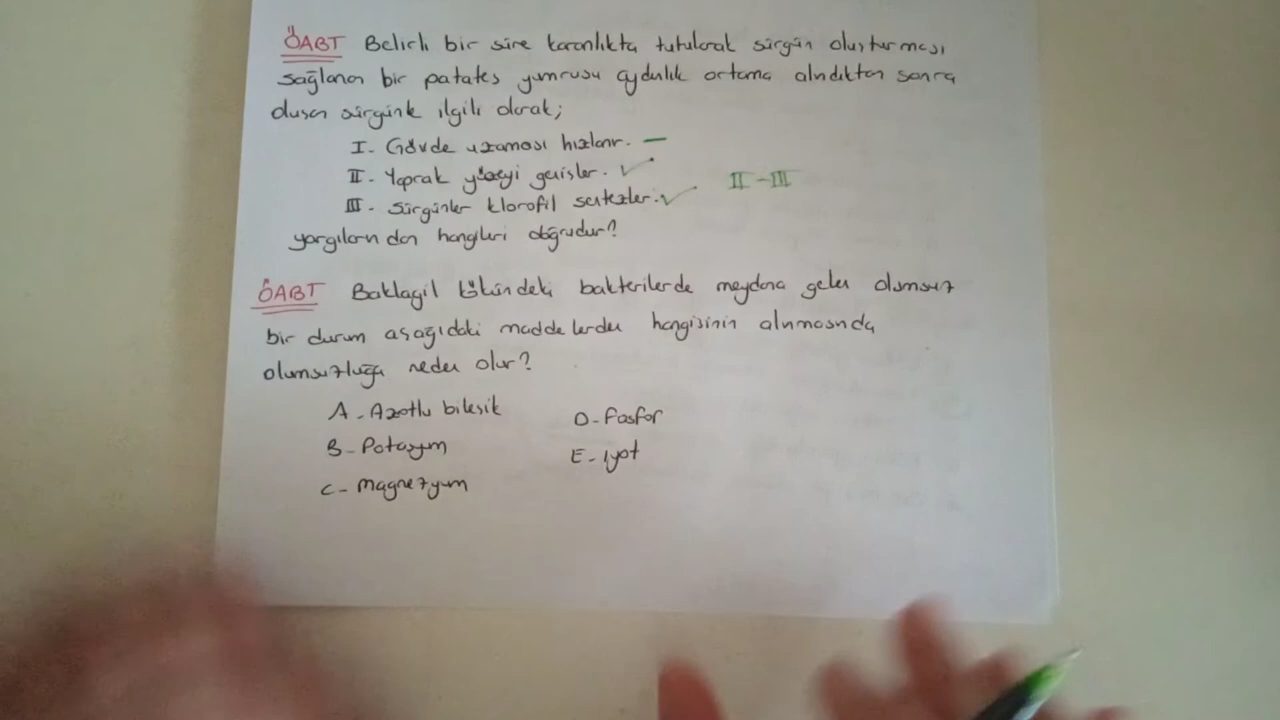 ÖABT Belirli bir süre karanlıkta tutularak sürgün oluşturması
sağlanan bir patates yumrusu aydınlık ortama alındıktan sonra
oluşan sürgünle ilgili olarak;
I- Gövde uzaması hızlanır. —
II- Yaprak yüzeyi genişler. ✓
II-III
III- Sürgünler klorofil sentezler. ✓
yargılarından hangileri doğrudur?
ÖABT Baklagil kökündeki bakterilerde meydana gelen olumsuz
bir durum aşağıdaki maddelerden hangisinin alınmasında
olumsuzluğa neden olur?
A- Azotlu bileşik
D- Fosfor
B- Potasyum
E- Iyot
C- Magnezyum